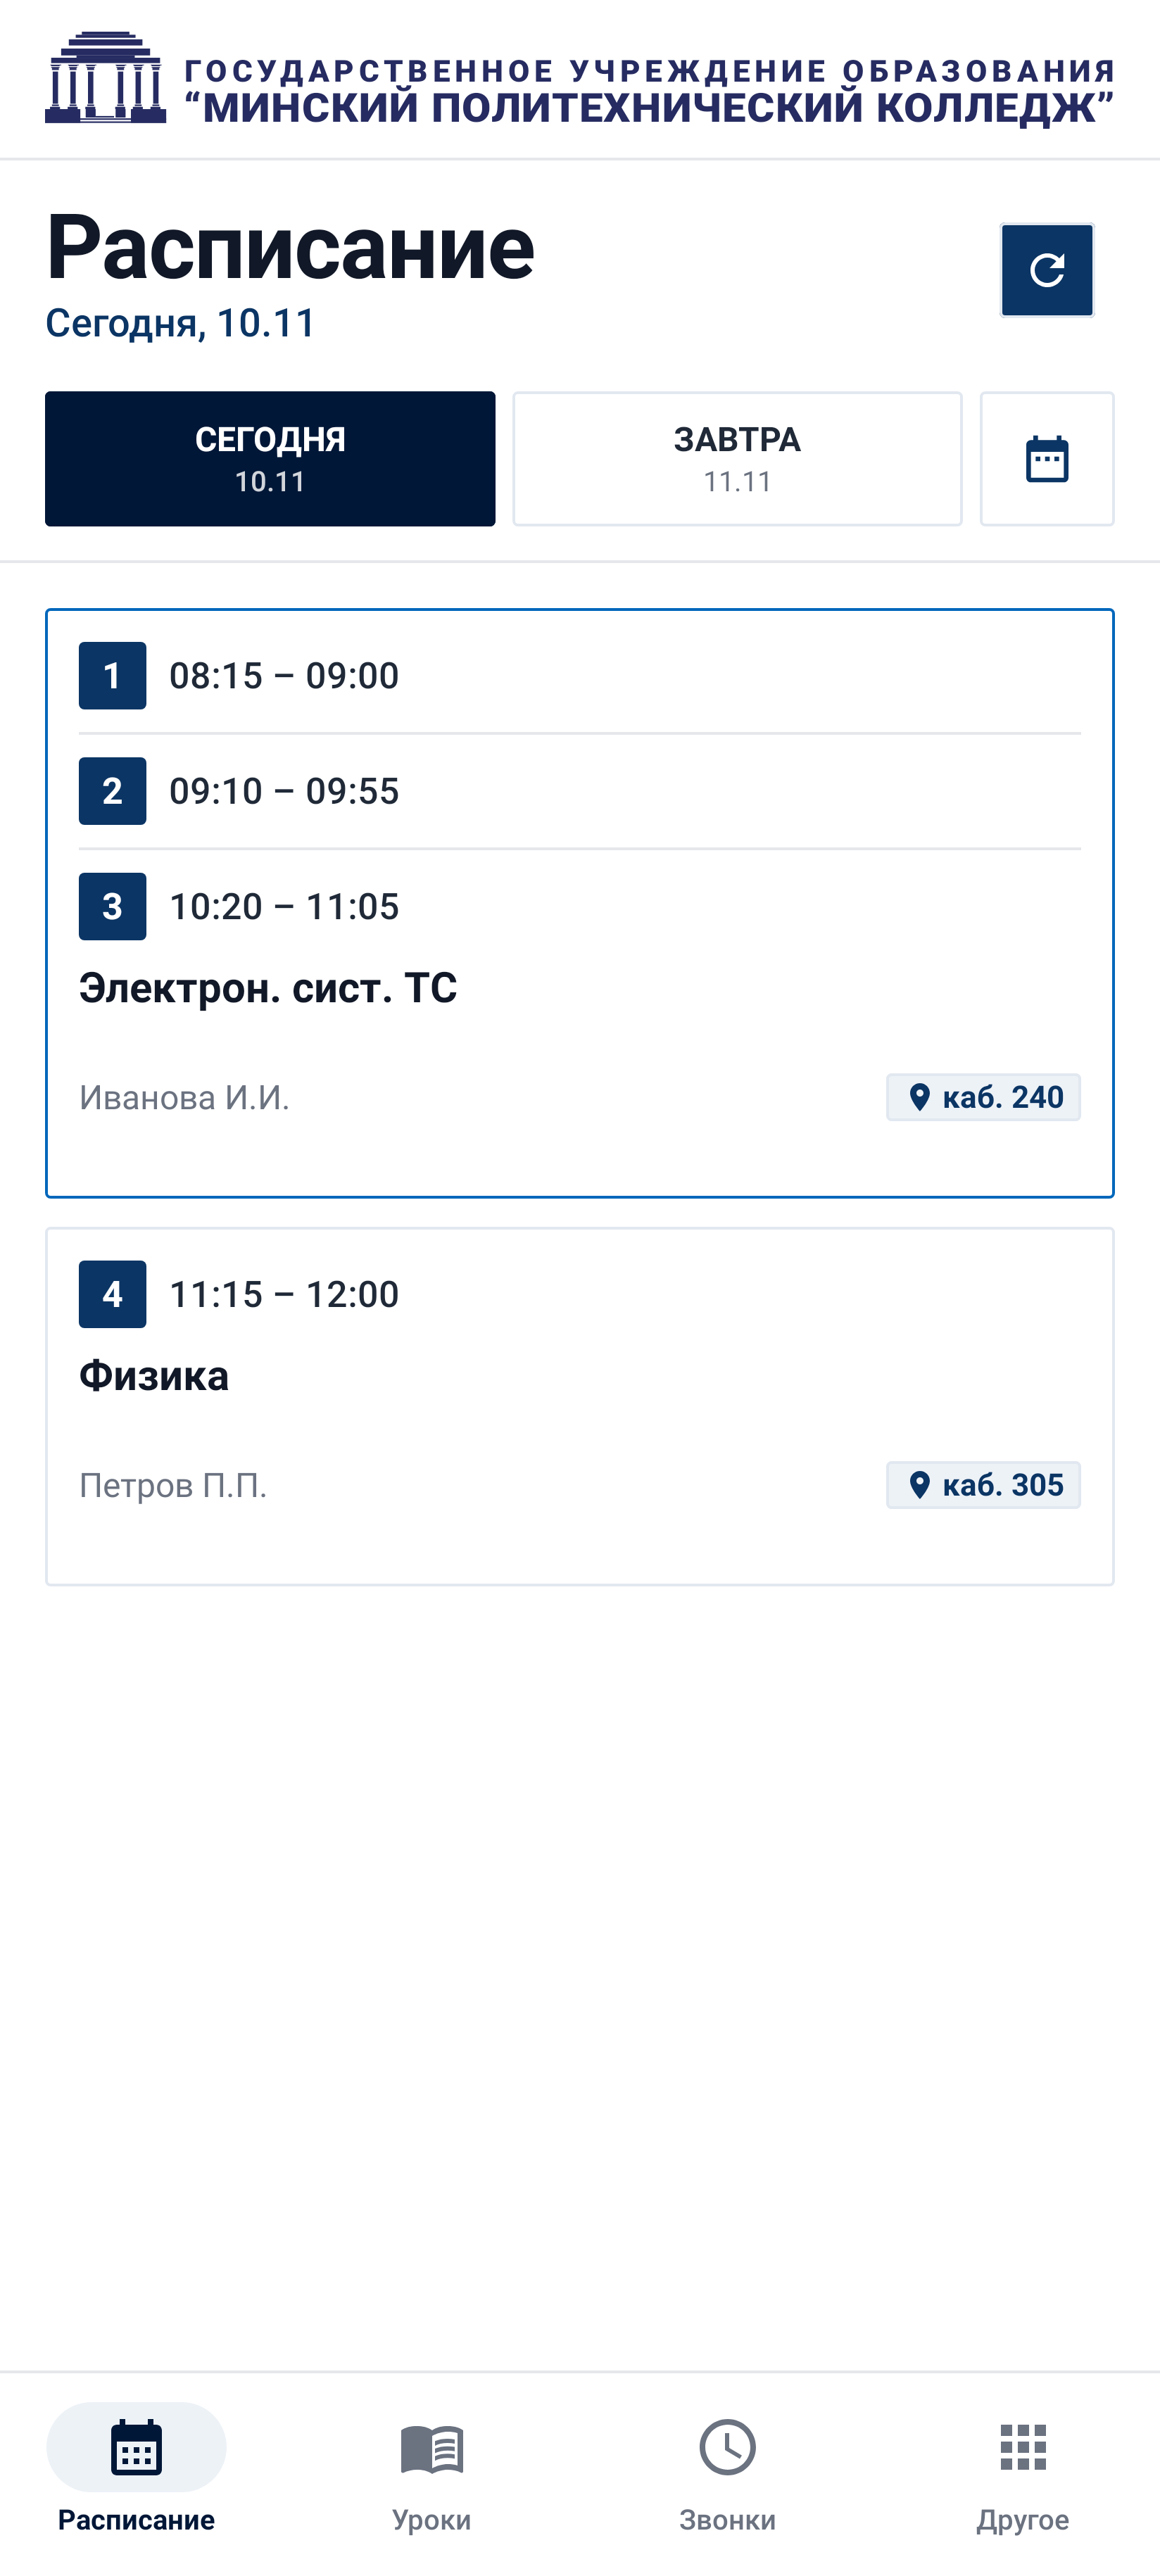 ГОСУДАРСТВЕННОЕ УЧРЕЖДЕНИЕ ОБРАЗОВАНИЯ
“МИНСКИЙ ПОЛИТЕХНИЧЕСКИЙ КОЛЛЕДЖ”
Расписание
Сегодня, 10.11
СЕГОДНЯ
10.11
ЗАВТРА
11.11
1 08:15 – 09:00
2 09:10 – 09:55
3 10:20 – 11:05
Электрон. сист. ТС
Иванова И.И. каб. 240
4 11:15 – 12:00
Физика
Петров П.П. каб. 305
Расписание Уроки Звонки Другое